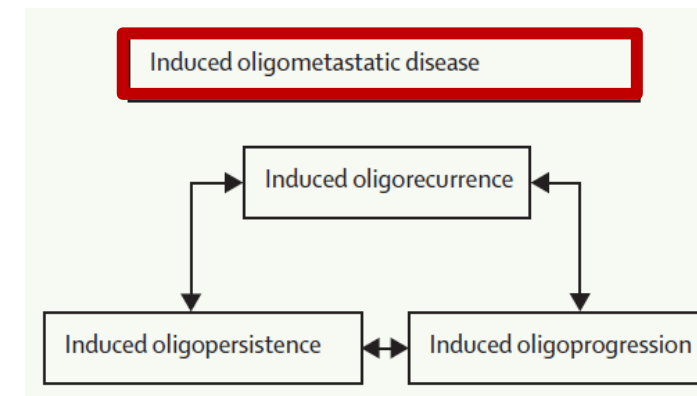 Induced oligometastatic disease
Induced oligorecurrence
Induced oligopersistence
Induced oligoprogression